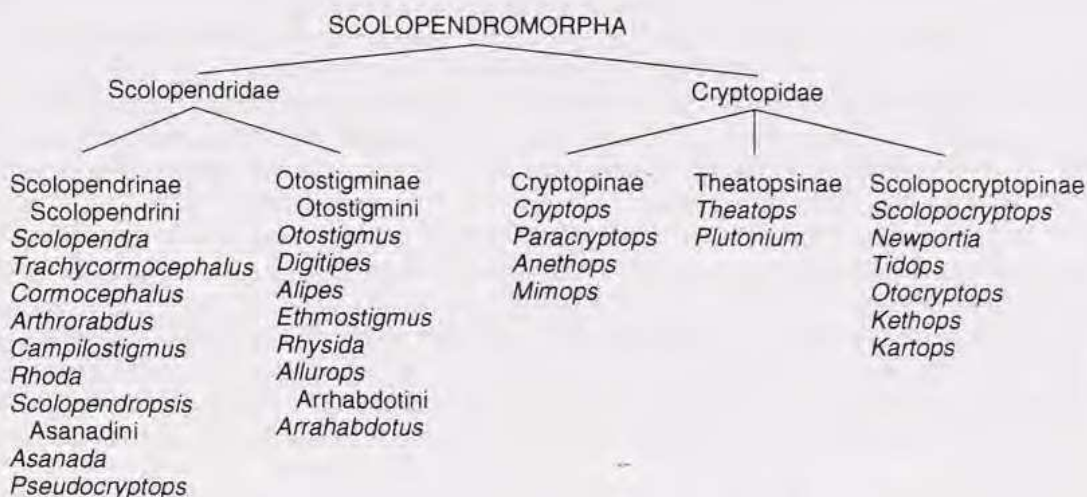 SCOLOPENDROMORPHA
Scolopendridae
Cryptopidae
Scolopendrinae
Scolopendrini
Scolopendra
Trachycormocephalus
Cormocephalus
Arthrorabdus
Campilostigmus
Rhoda
Scolopendropsis
Asanadini
Asanada
Pseudocryptops
Otostigminae
Otostigmini
Otostigmus
Digitipes
Alipes
Ethmostigmus
Rhysida
Allurops
Arrhabdotini
Arrahabdotus
Cryptopinae
Cryptops
Paracryptops
Anethops
Mimops
Theatopsinae
Theatops
Plutonium
Scolopocryptopinae
Scolopocryptops
Newportia
Tidops
Otocryptops
Kethops
Kartops